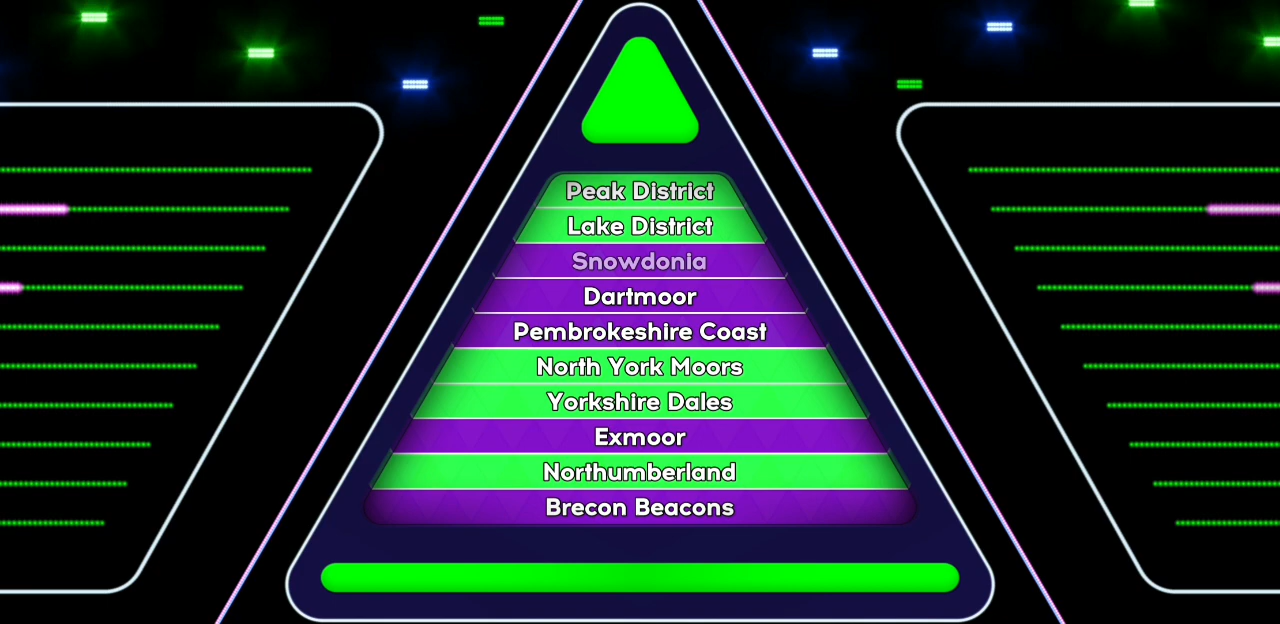 Peak District
Lake District
Snowdonia
Dartmoor
Pembrokeshire Coast
North York Moors
Yorkshire Dales
Exmoor
Northumberland
Brecon Beacons